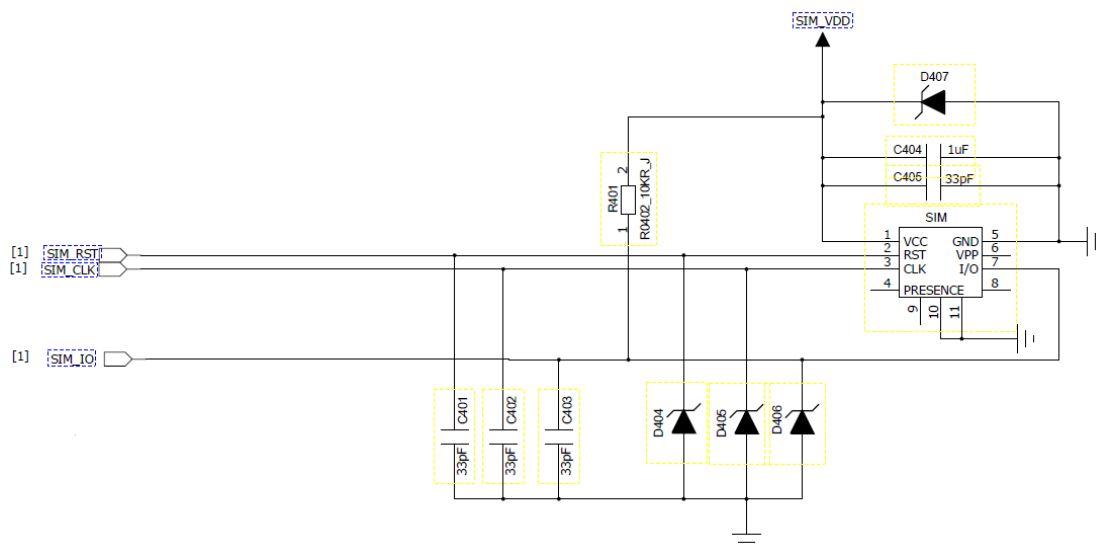 SIM_VDD
D407
C404 1uF
C405 33pF
R401
R0402_10KR_J
2
1
SIM
1 VCC GND 5
2 RST VPP 6
3 CLK I/O 7
4 PRESENCE 8
9 10 11
[1] SIM_RST
[1] SIM_CLK
[1] SIM_IO
C401
33pF
C402
33pF
C403
33pF
D404
D405
D406